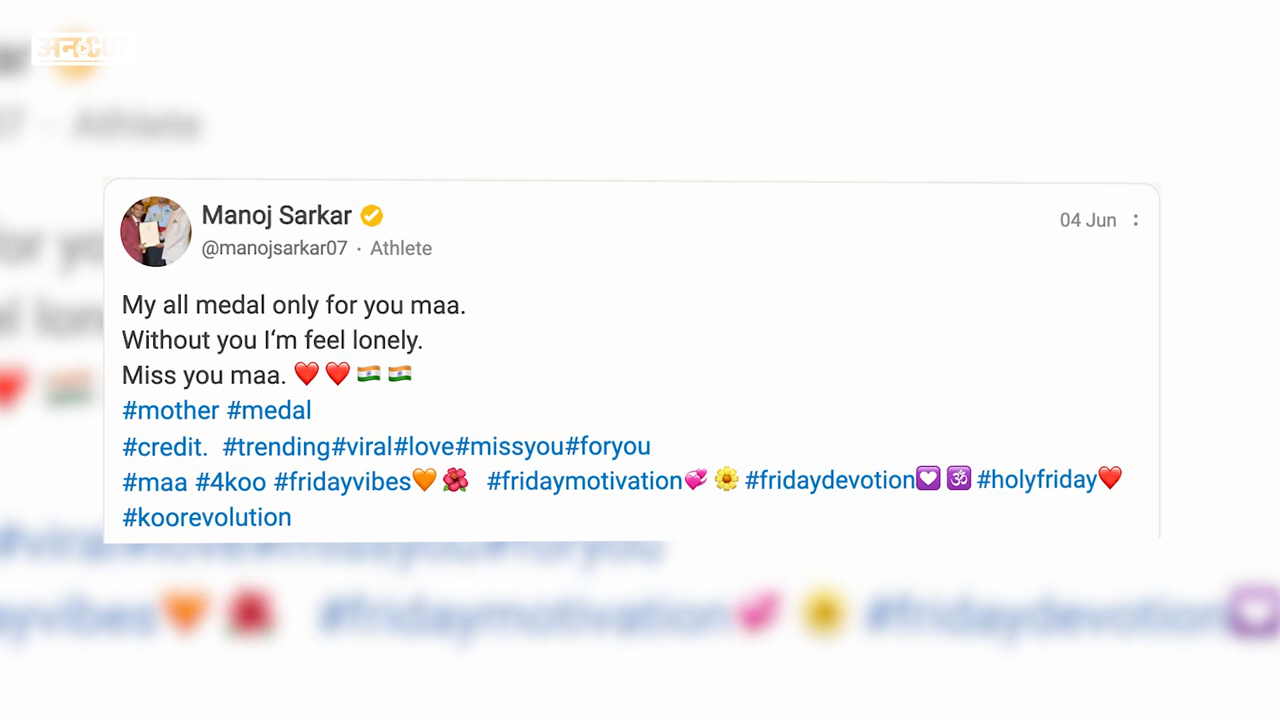 Manoj Sarkar
@manojsarkar07 · Athlete
04 Jun
My all medal only for you maa.
Without you I‘m feel lonely.
Miss you maa. ❤️ ❤️ 🇮🇳 🇮🇳
#mother #medal
#credit. #trending#viral#love#missyou#foryou
#maa #4koo #fridayvibes🧡🌺 #fridaymotivation💞🌼#fridaydevotion💟🕉️#holyfriday❤️
#koorevolution